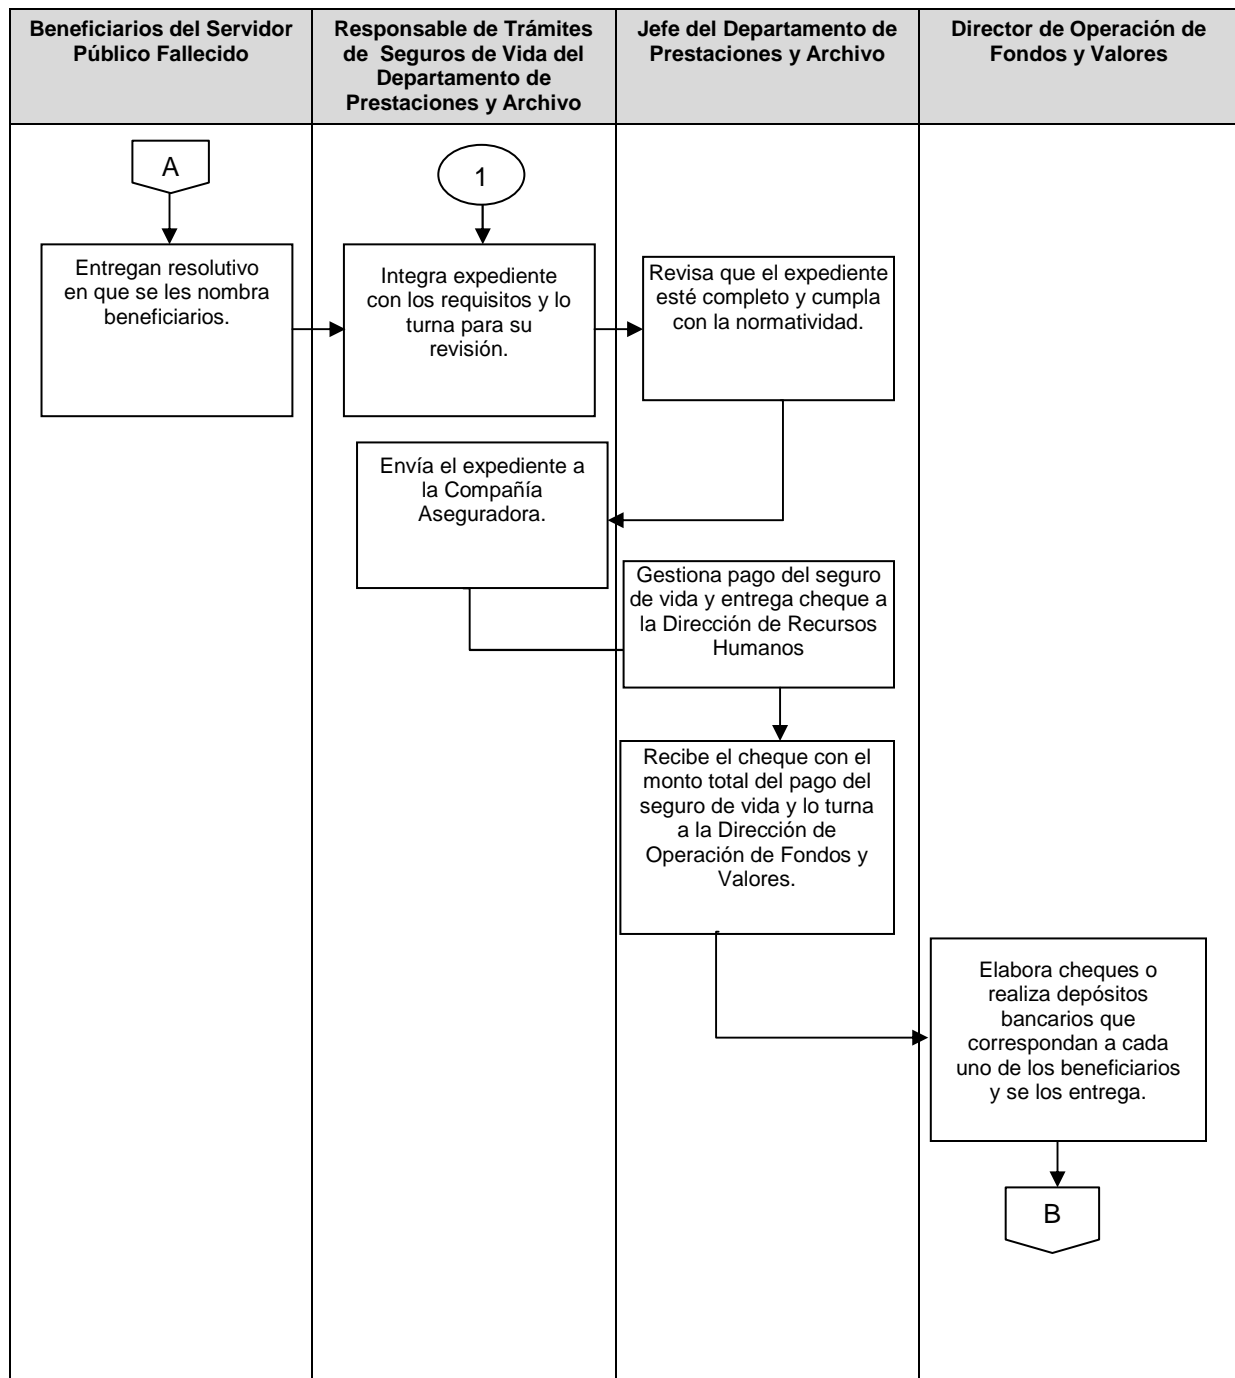 Beneficiarios del Servidor
Público Fallecido
Responsable de Trámites
de Seguros de Vida del
Departamento de
Prestaciones y Archivo
Jefe del Departamento de
Prestaciones y Archivo
Director de Operación de
Fondos y Valores
A
1
Entregan resolutivo
en que se les nombra
beneficiarios.
Integra expediente
con los requisitos y lo
turna para su
revisión.
Revisa que el expediente
esté completo y cumpla
con la normatividad.
Envía el expediente a
la Compañía
Aseguradora.
Gestiona pago del seguro
de vida y entrega cheque a
la Dirección de Recursos
Humanos
Recibe el cheque con el
monto total del pago del
seguro de vida y lo turna
a la Dirección de
Operación de Fondos y
Valores.
Elabora cheques o
realiza depósitos
bancarios que
correspondan a cada
uno de los beneficiarios
y se los entrega.
B